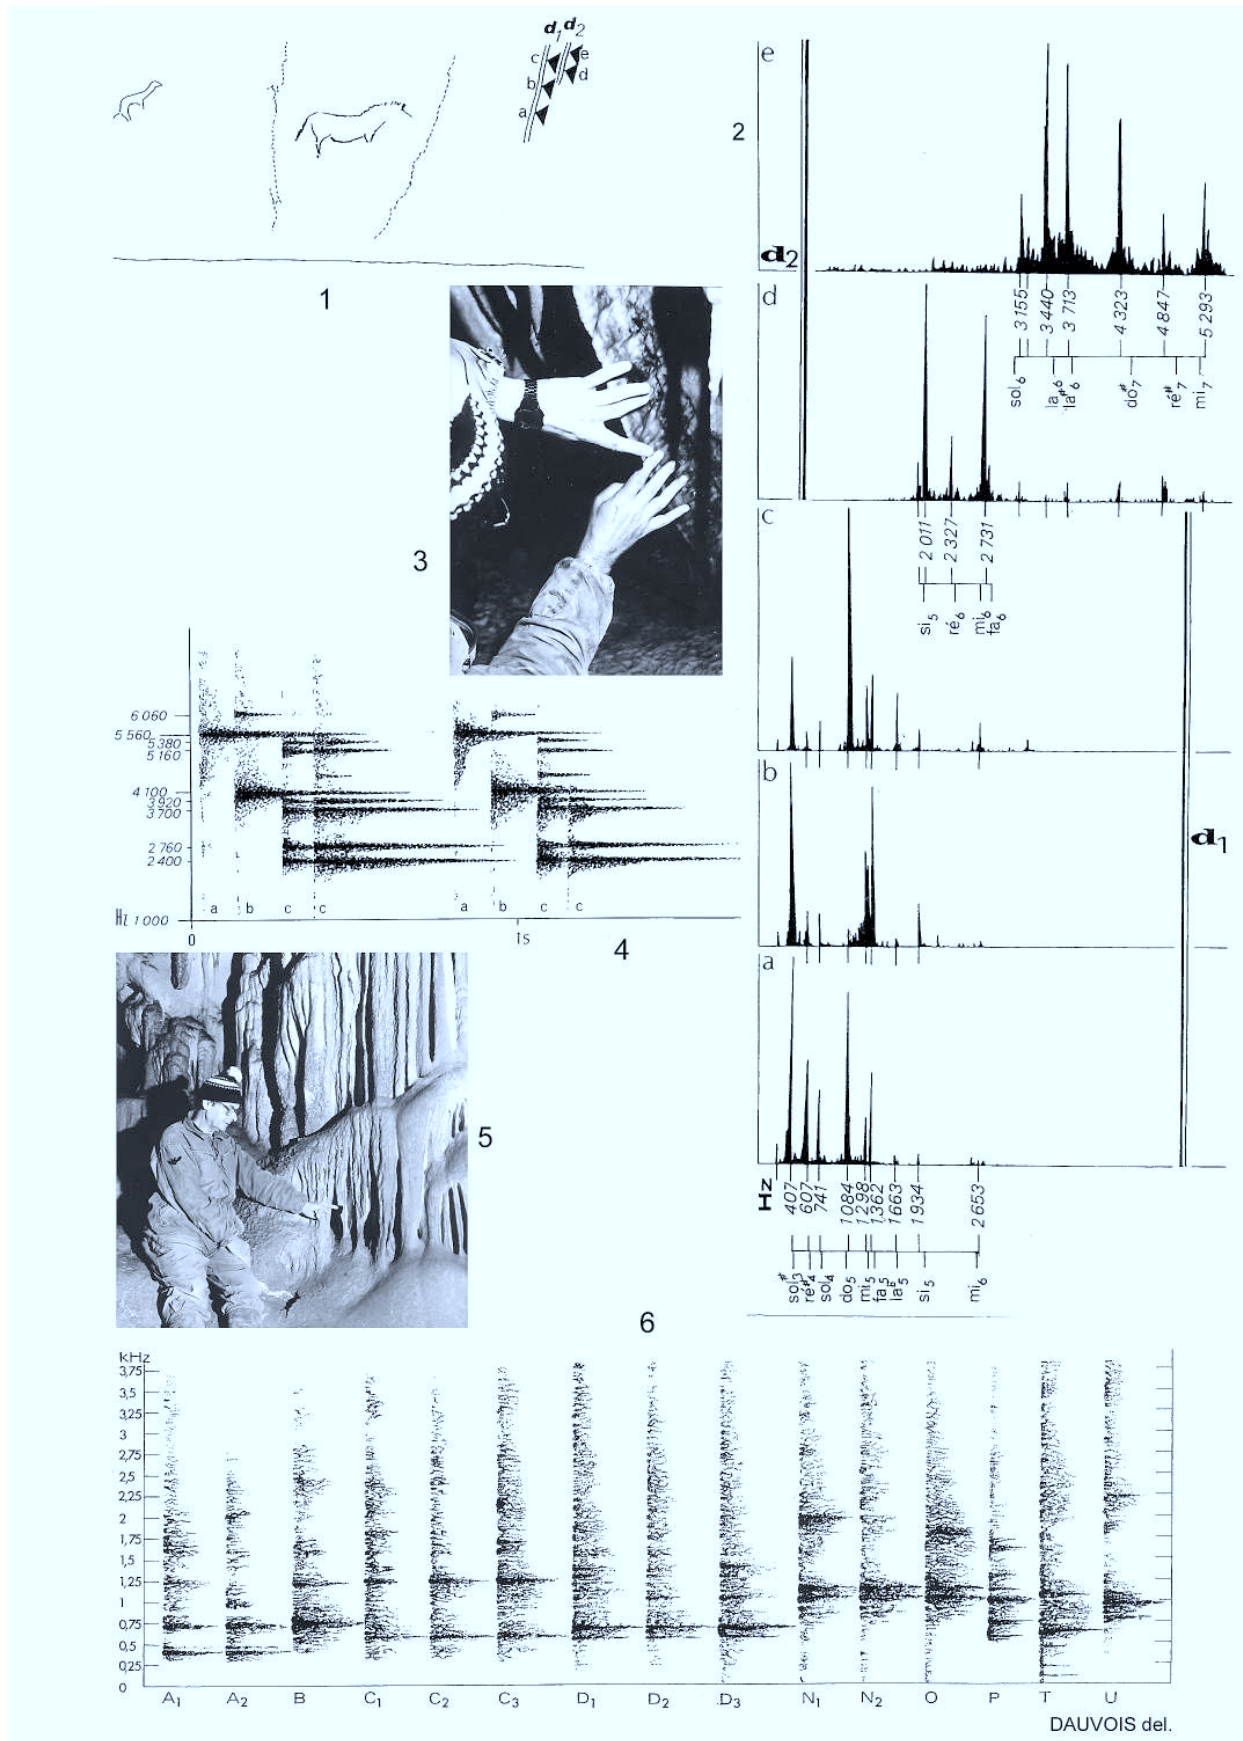 d1 d2
c e
b d
a
1
2
e
d2
3155 3440 3713 4323 4847 5293
sol6 la6 la#6 do#7 ré#7 mi7
d
2011 2327 2731
si5 ré6 mi6 fa6
c
b
d1
a
Hz 407 607 741 1084 1298 1362 1663 1934 2653
sol#3 ré#4 sol4 do5 mi5 fa5 si5 mi6
3
6060
5560
5380
5160
4100
3920
3700
2760
2400
Hz 1000
a b c c a b c c
0 1s
4
5
6
kHz
3,75
3,5
3,25
3
2,75
2,5
2,25
2
1,75
1,5
1,25
1
0,75
0,5
0,25
0
A1 A2 B C1 C2 C3 D1 D2 D3 N1 N2 O P T U
DAUVOIS del.